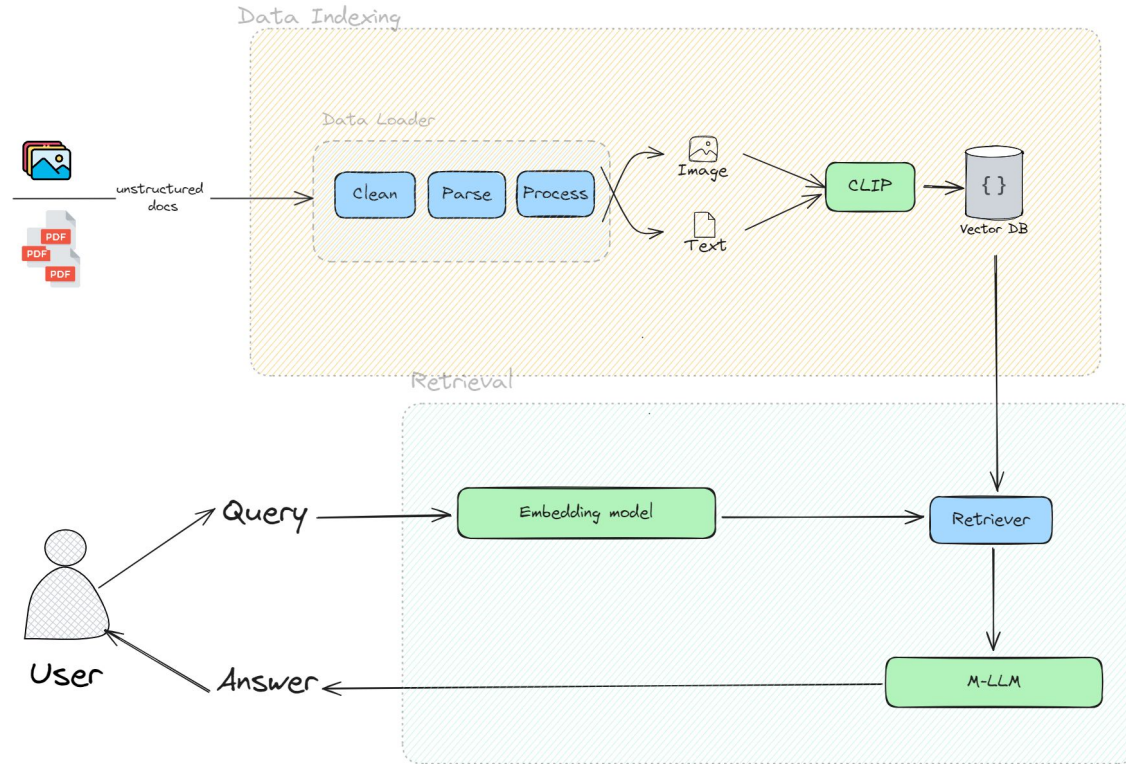 Data Indexing
Data Loader
unstructured
docs
Clean
Parse
Process
Image
Text
CLIP
{ }
Vector DB
PDF
PDF
PDF
Retrieval
Query
Embedding model
Retriever
User
Answer
M-LLM